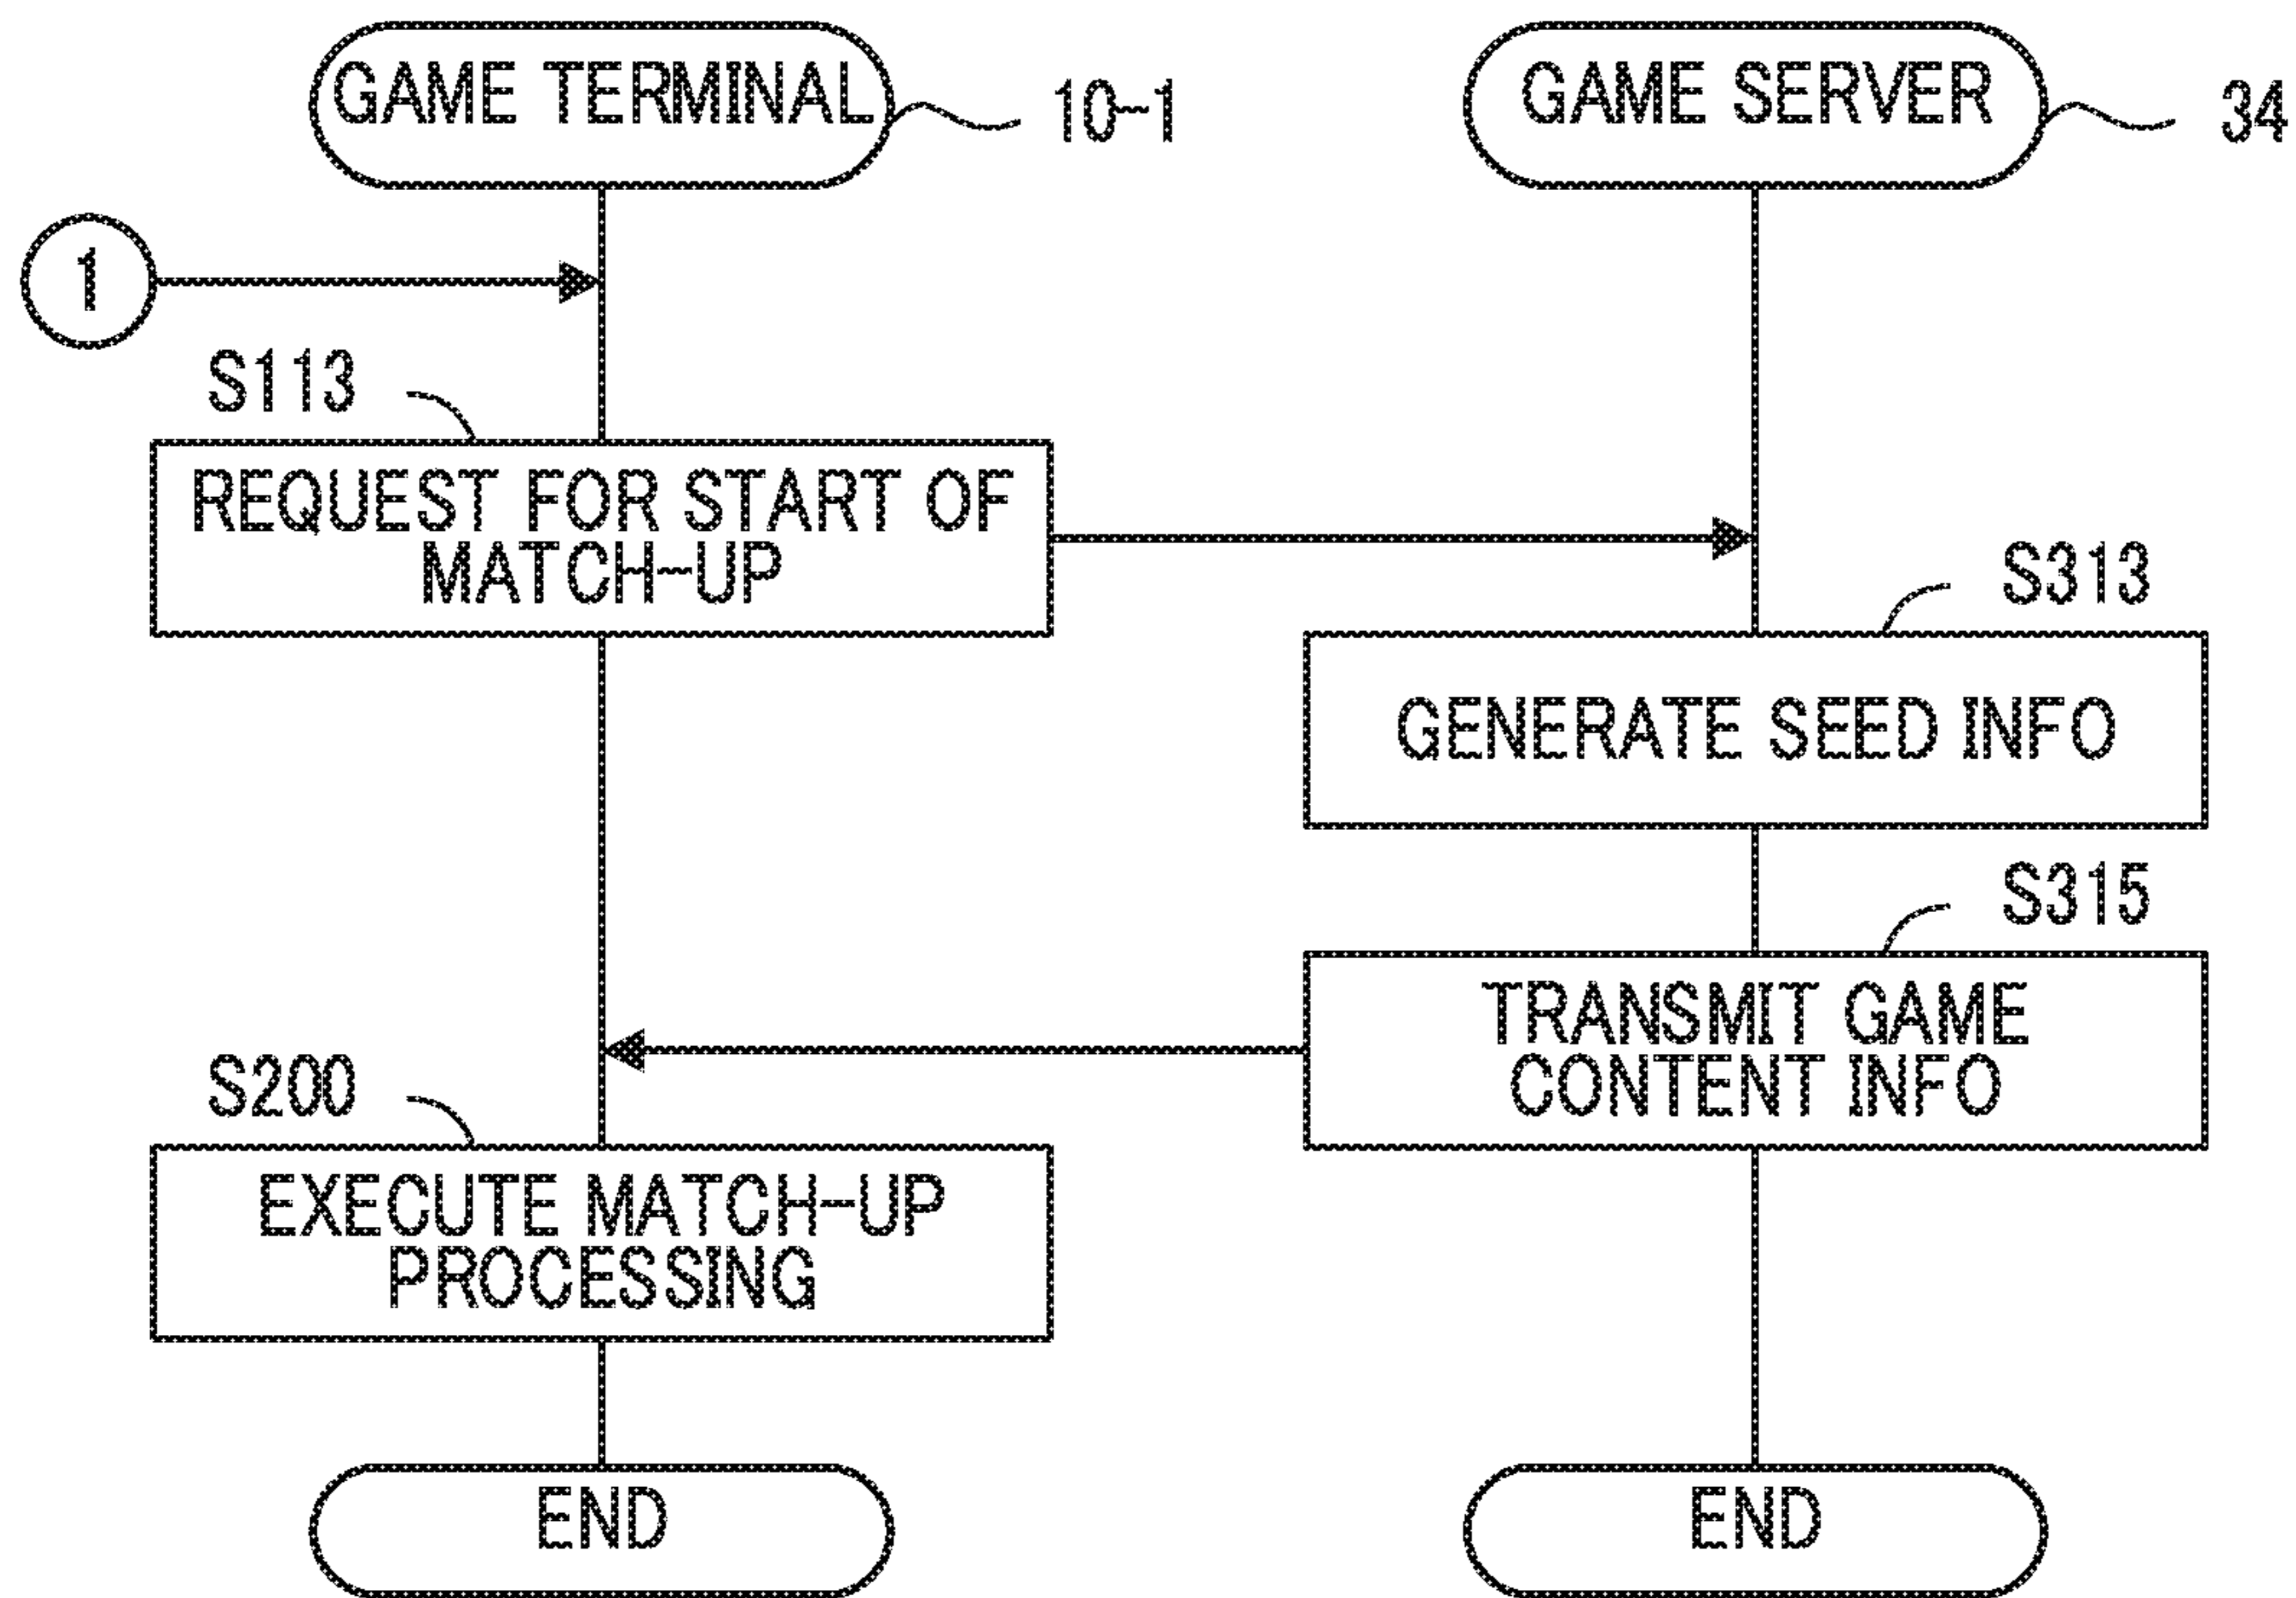 GAME TERMINAL
10-1
GAME SERVER
34
1
S113
REQUEST FOR START OF
MATCH-UP
S313
GENERATE SEED INFO
S315
TRANSMIT GAME
CONTENT INFO
S200
EXECUTE MATCH-UP
PROCESSING
END
END